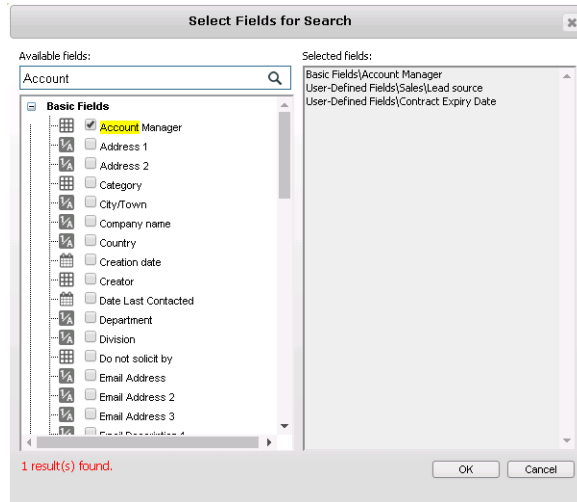 Select Fields for Search
Available fields:
Account
Basic Fields
Account Manager
Address 1
Address 2
Category
City/Town
Company name
Country
Creation date
Creator
Date Last Contacted
Department
Division
Do not solicit by
Email Address
Email Address 2
Email Address 3
Selected fields:
Basic Fields\Account Manager
User-Defined Fields\Sales\Lead source
User-Defined Fields\Contract Expiry Date
1 result(s) found.
OK
Cancel